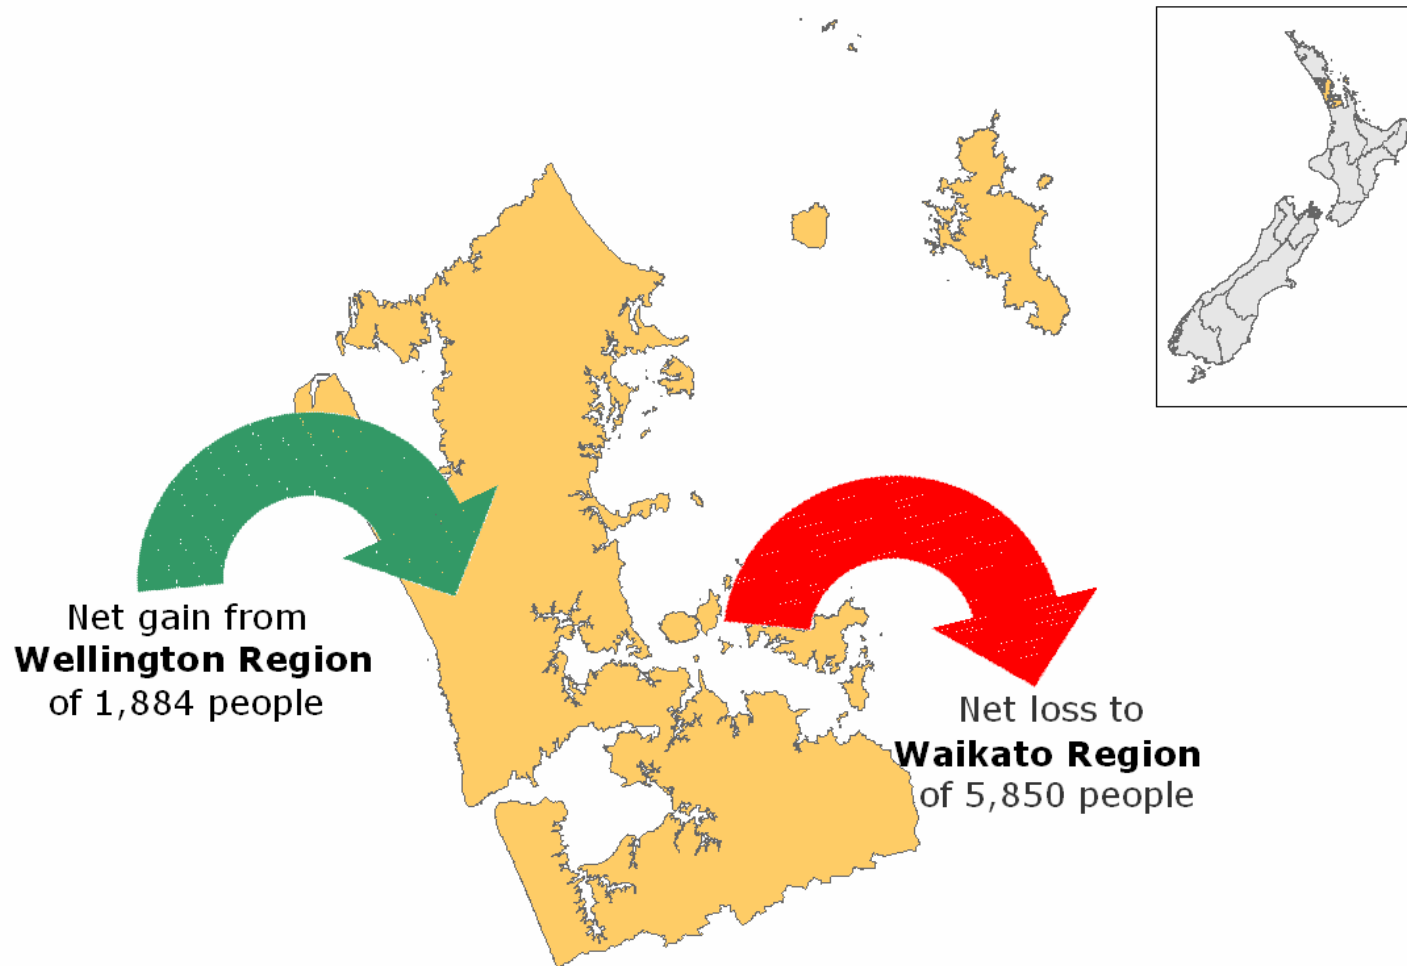 Net gain from
Wellington Region
of 1,884 people
Net loss to
Waikato Region
of 5,850 people